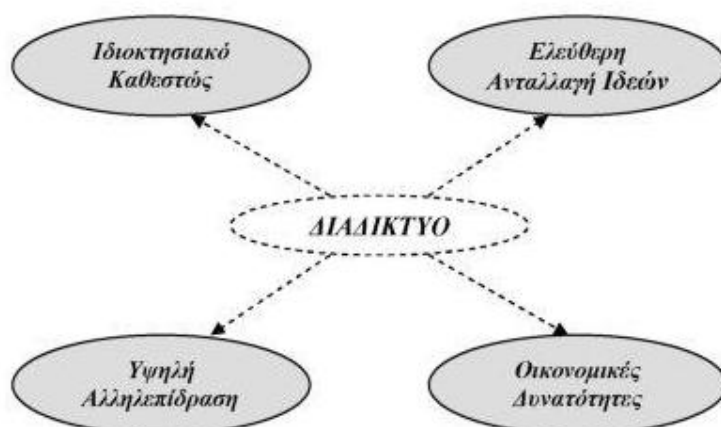 Ιδιοκτησιακό
Καθεστώς
Ελεύθερη
Ανταλλαγή Ιδεών
ΔΙΑΔΙΚΤΥΟ
Υψηλή
Αλληλεπίδραση
Οικονομικές
Δυνατότητες